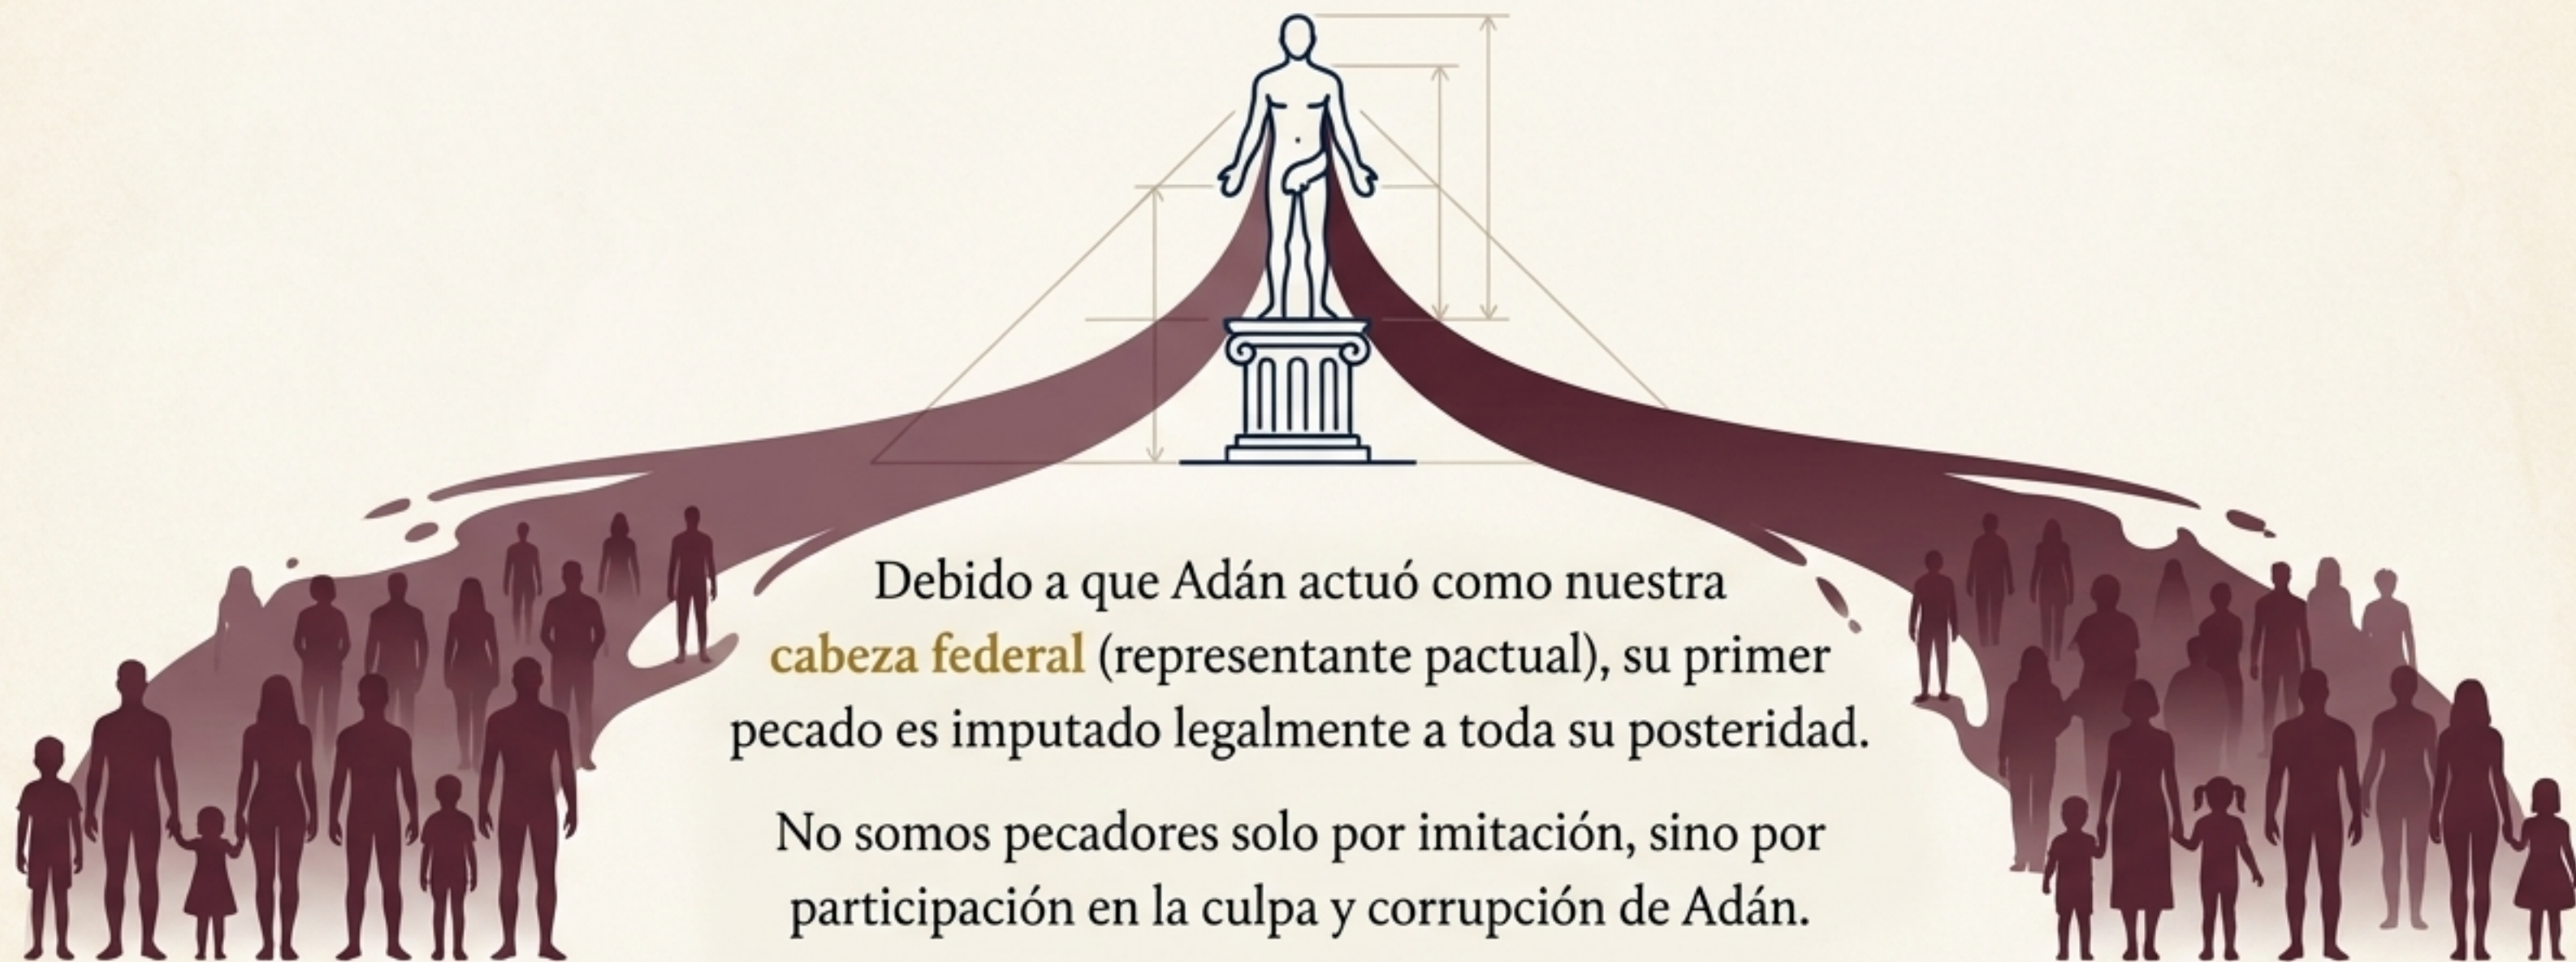 Debido a que Adán actuó como nuestra
cabeza federal (representante pactual), su primer
pecado es imputado legalmente a toda su posteridad.
No somos pecadores solo por imitación, sino por
participación en la culpa y corrupción de Adán.